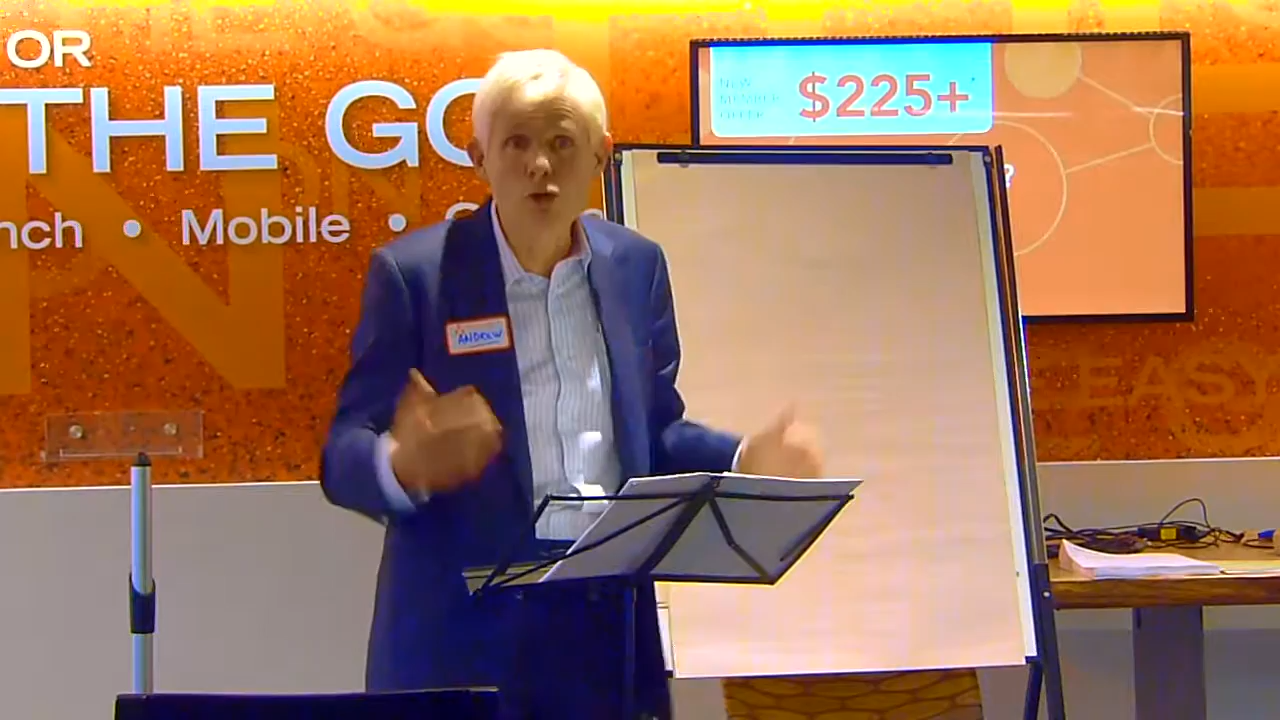 OR
THE GO
nch • Mobile •
NEW
MEMBER
OFFER
$225+*
?
ANDREW
EASY